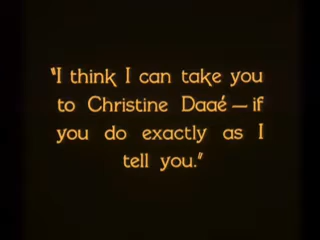 "I think I can take you
to Christine Daaé — if
you do exactly as I
tell you."